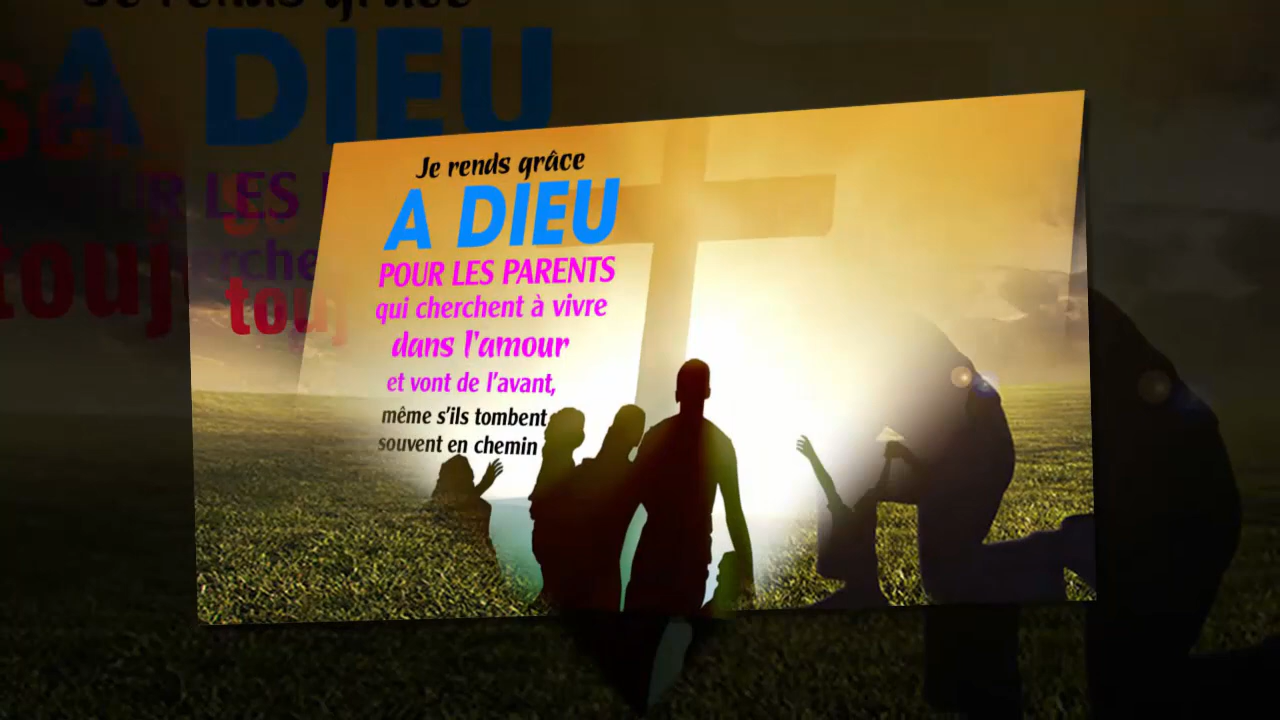 Je rends grâce
A DIEU
POUR LES PARENTS
qui cherchent à vivre
dans l'amour
et vont de l'avant,
même s'ils tombent
souvent en chemin